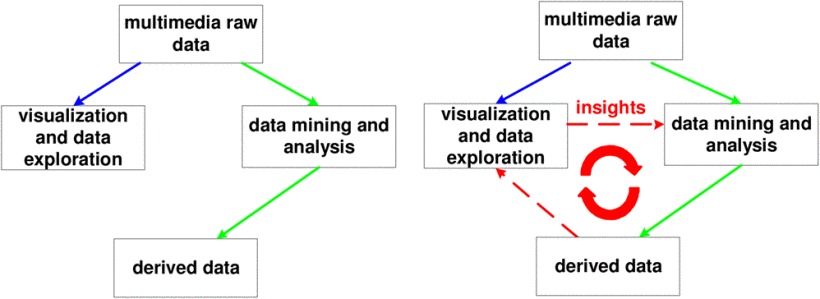 multimedia raw
data
visualization
and data
exploration
data mining and
analysis
derived data
multimedia raw
data
insights
visualization
and data
exploration
data mining and
analysis
derived data